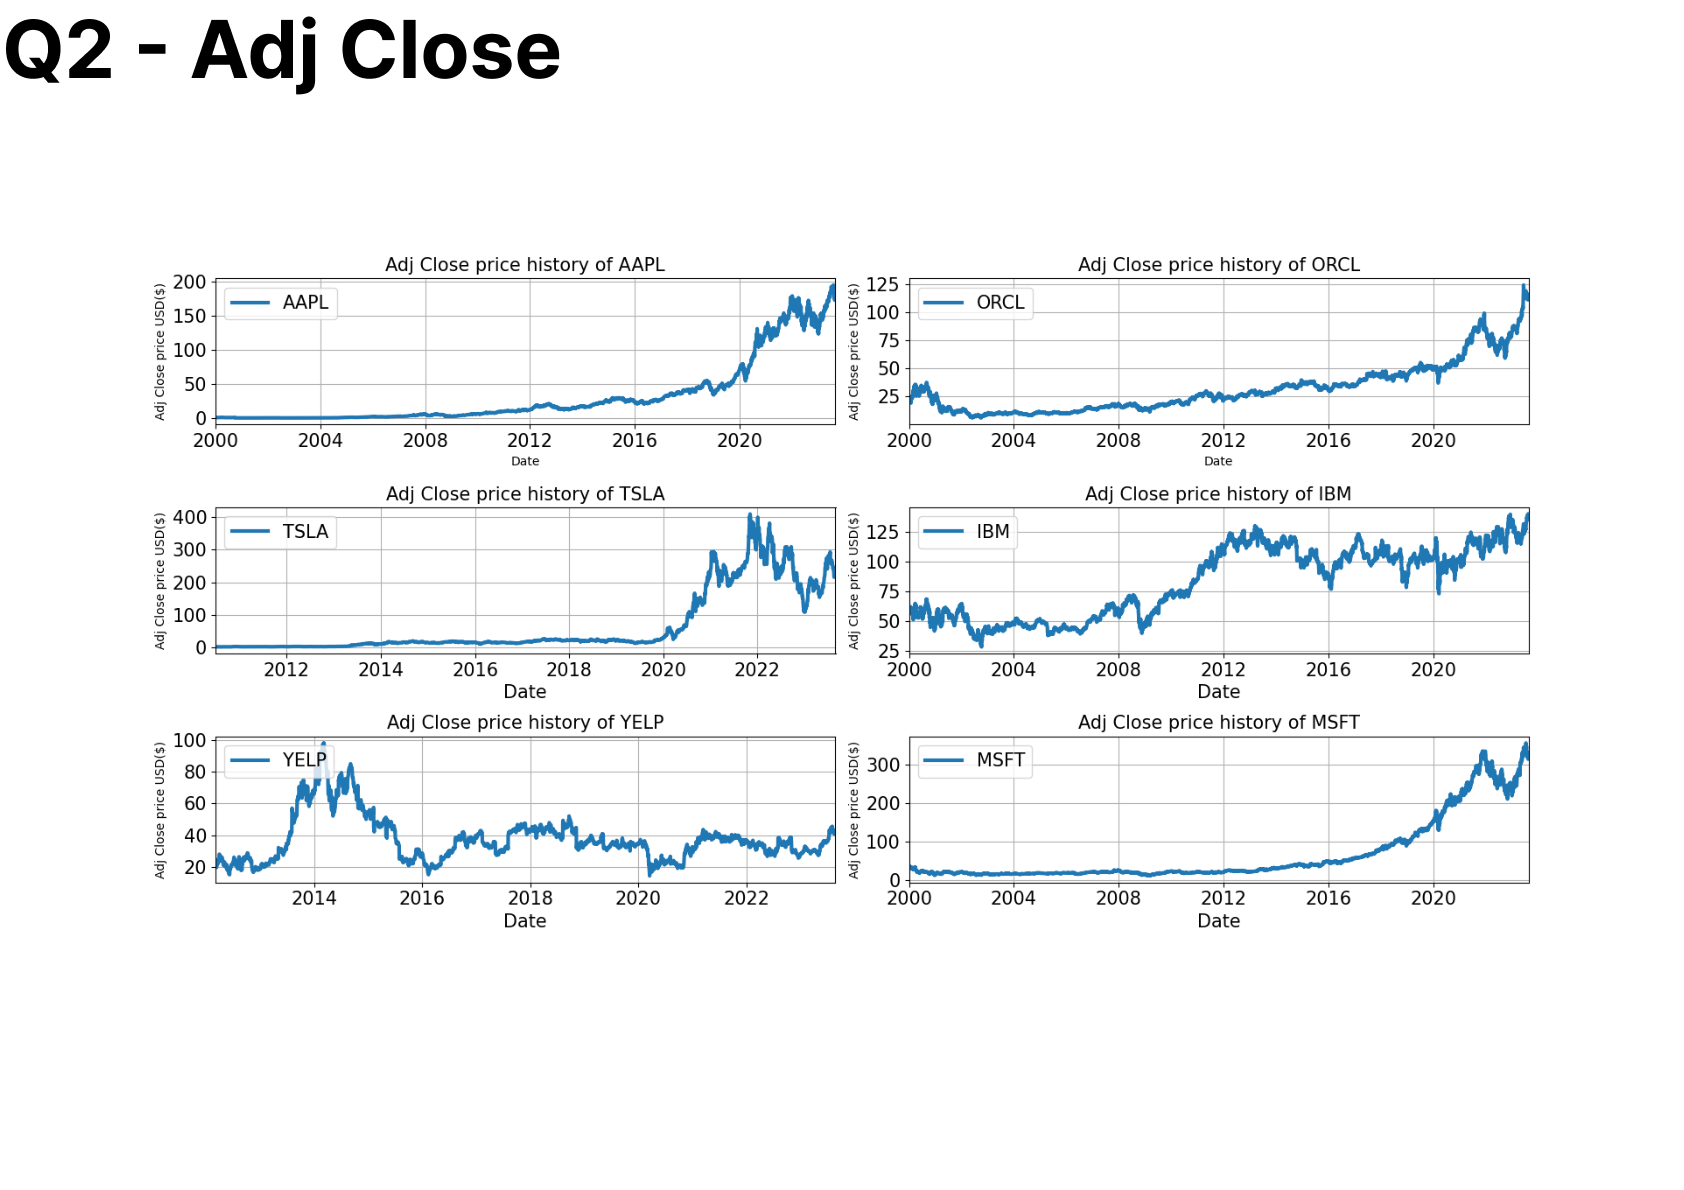 Q2 - Adj Close
Adj Close price history of AAPL
Adj Close price USD($)
200
150
100
50
0
AAPL
2000 2004 2008 2012 2016 2020
Date
Adj Close price history of ORCL
Adj Close price USD($)
125
100
75
50
25
ORCL
2000 2004 2008 2012 2016 2020
Date
Adj Close price history of TSLA
Adj Close price USD($)
400
300
200
100
0
TSLA
2012 2014 2016 2018 2020 2022
Date
Adj Close price history of IBM
Adj Close price USD($)
125
100
75
50
25
IBM
2000 2004 2008 2012 2016 2020
Date
Adj Close price history of YELP
Adj Close price USD($)
100
80
60
40
20
YELP
2014 2016 2018 2020 2022
Date
Adj Close price history of MSFT
Adj Close price USD($)
300
200
100
0
MSFT
2000 2004 2008 2012 2016 2020
Date